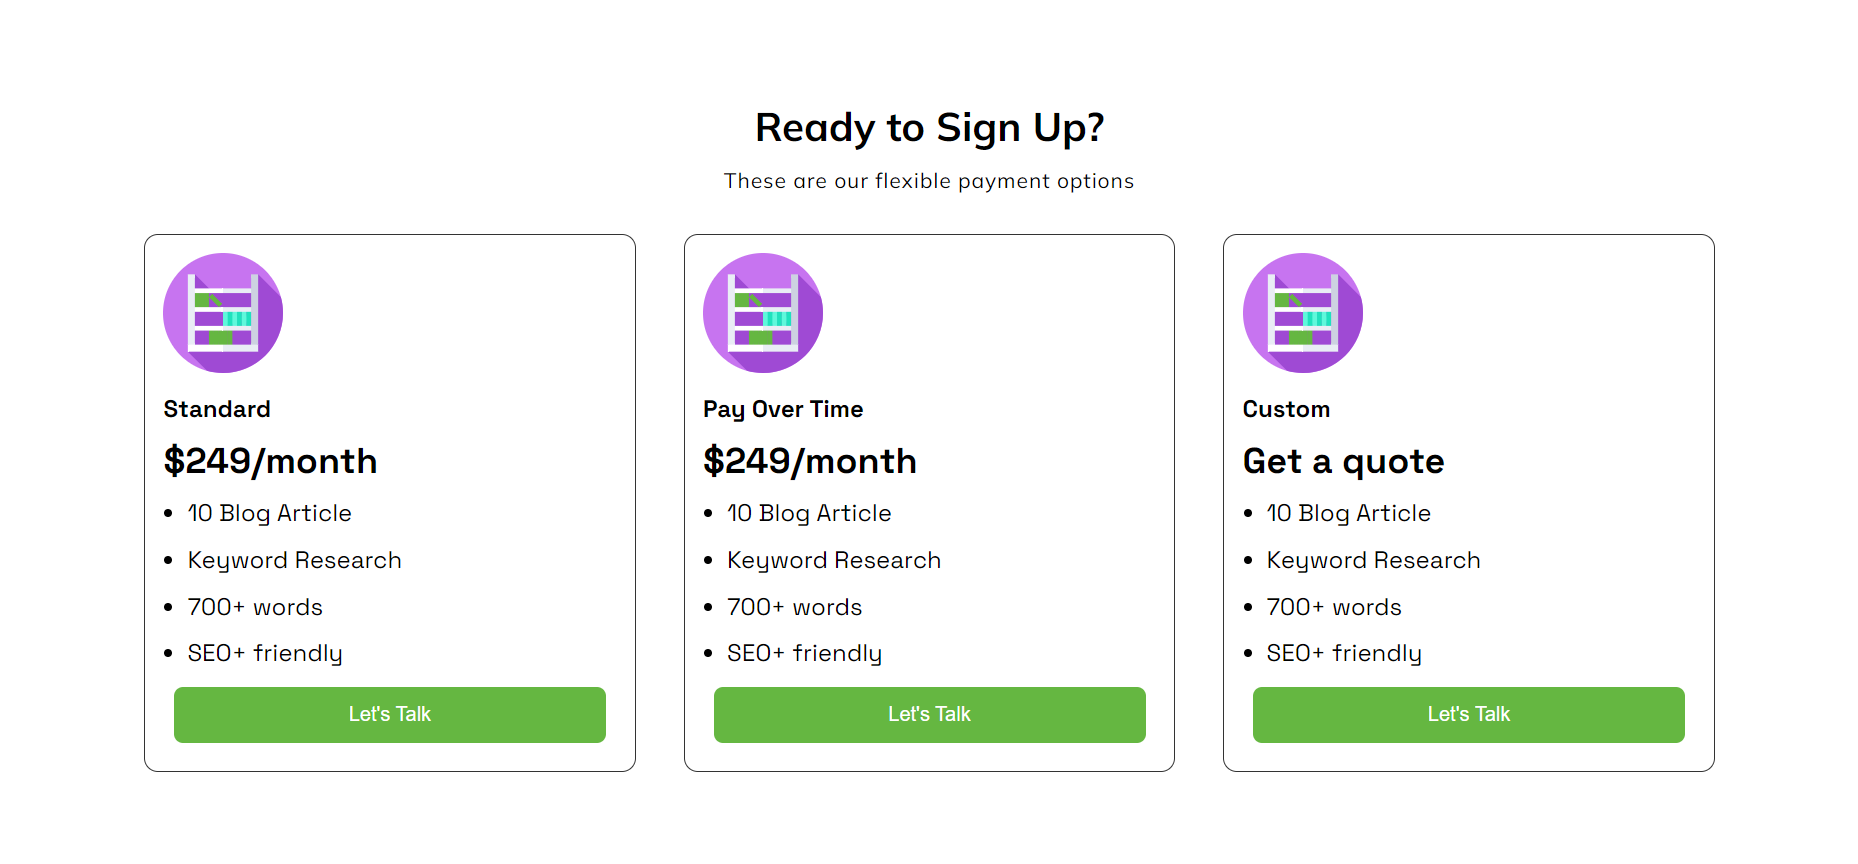 Ready to Sign Up?
These are our flexible payment options
Standard
$249/month
• 10 Blog Article
• Keyword Research
• 700+ words
• SEO+ friendly
Let's Talk
Pay Over Time
$249/month
• 10 Blog Article
• Keyword Research
• 700+ words
• SEO+ friendly
Let's Talk
Custom
Get a quote
• 10 Blog Article
• Keyword Research
• 700+ words
• SEO+ friendly
Let's Talk